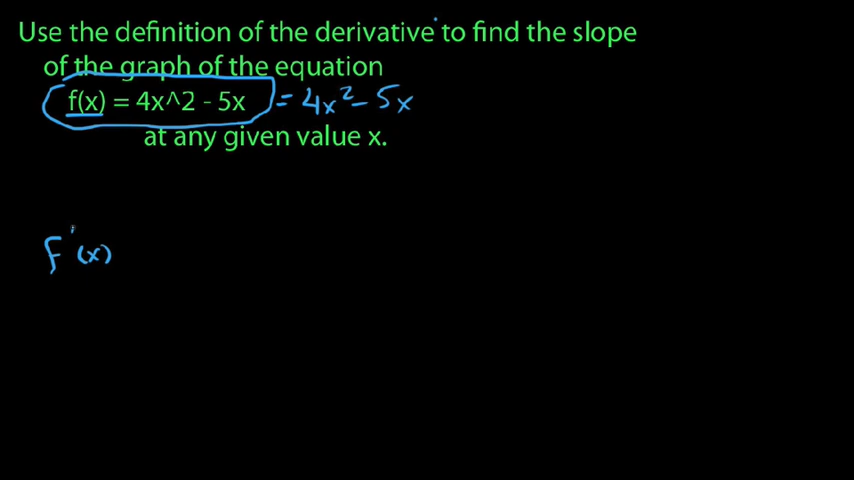 Use the definition of the derivative to find the slope
of the graph of the equation
f(x) = 4x^2 - 5x = 4x² - 5x
at any given value x.
F'(x)